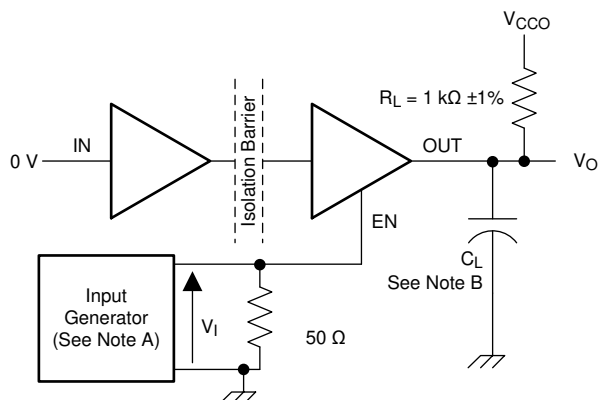 V_CCO
R_L = 1 kΩ ±1%
0 V
IN
Isolation Barrier
OUT
V_O
EN
C_L
See Note B
Input
Generator
(See Note A)
V_I
50 Ω